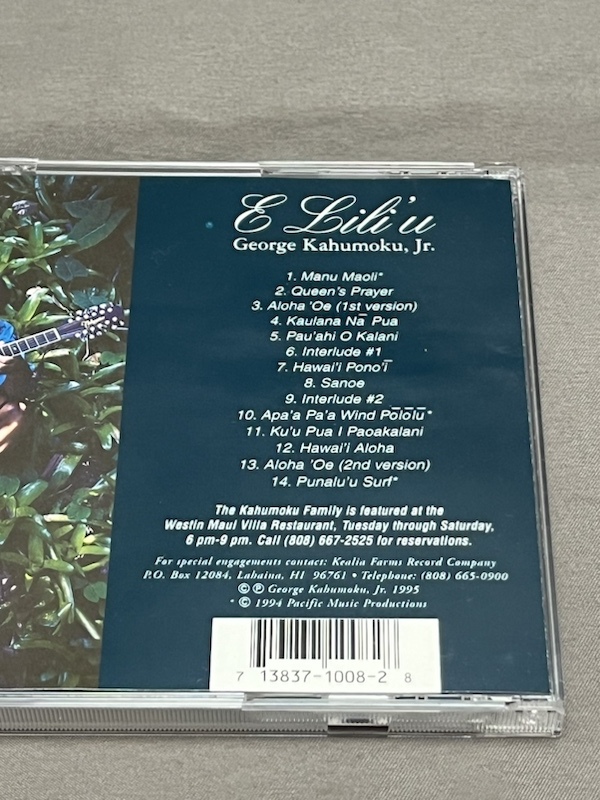 E Lili'u
George Kahumoku, Jr.
1. Manu Maoli*
2. Queen's Prayer
3. Aloha 'Oe (1st version)
4. Kaulana Nā Pua
5. Pau'ahi O Kalani
6. Interlude #1
7. Hawai'i Pono'ī
8. Sanoe
9. Interlude #2
10. Apa'a Pa'a Wind Pōlōlū*
11. Ku'u Pua I Paoakalani
12. Hawai'i Aloha
13. Aloha 'Oe (2nd version)
14. Punalu'u Surf*
The Kahumoku Family is featured at the
Westin Maui Villa Restaurant, Tuesday through Saturday,
6 pm-9 pm. Call (808) 667-2525 for reservations.
For special engagements contact: Kealia Farms Record Company
P.O. Box 12084, Lahaina, HI 96761 • Telephone: (808) 665-0900
© ℗ George Kahumoku, Jr. 1995
* © 1994 Pacific Music Productions
7 13837-1008-2 8